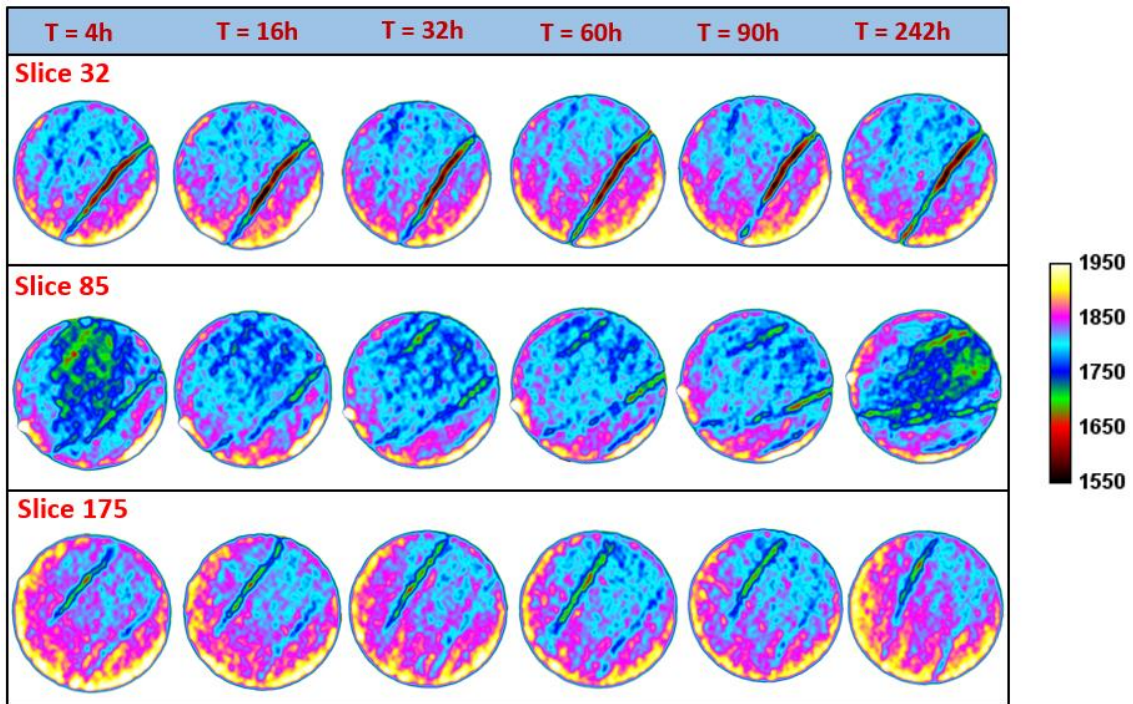 T = 4h T = 16h T = 32h T = 60h T = 90h T = 242h
Slice 32
Slice 85
Slice 175
1950
1850
1750
1650
1550